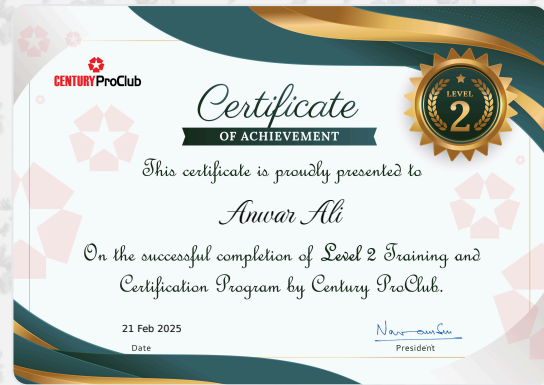 CENTURY ProClub
Certificate
OF ACHIEVEMENT
LEVEL
2
This certificate is proudly presented to
Anwar Ali
On the successful completion of Level 2 Training and
Certification Program by Century ProClub.
21 Feb 2025
Date
President